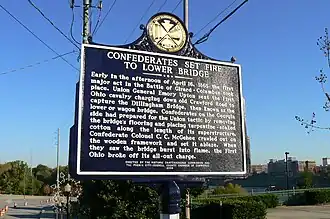 CONFEDERATES SET FIRE
TO LOWER BRIDGE
Early in the afternoon of April 16, 1865, the first
major act in the Battle of Girard-Columbus took
place. Union General Emory Upton sent the first
Ohio cavalry charging down old Crawford Road to
capture the Dillingham Bridge, then known as the
lower or wagon bridge. Confederates on the Georgia
side had prepared for the Union tactic by removing
the bridge's flooring and placing turpentine-soaked
cotton along the length of its superstructure.
Confederate Colonel C. C. McGehee crawled out on
the wooden framework and set it ablaze. When
they saw the bridge burst into flame, the First
Ohio broke off its all-out charge.